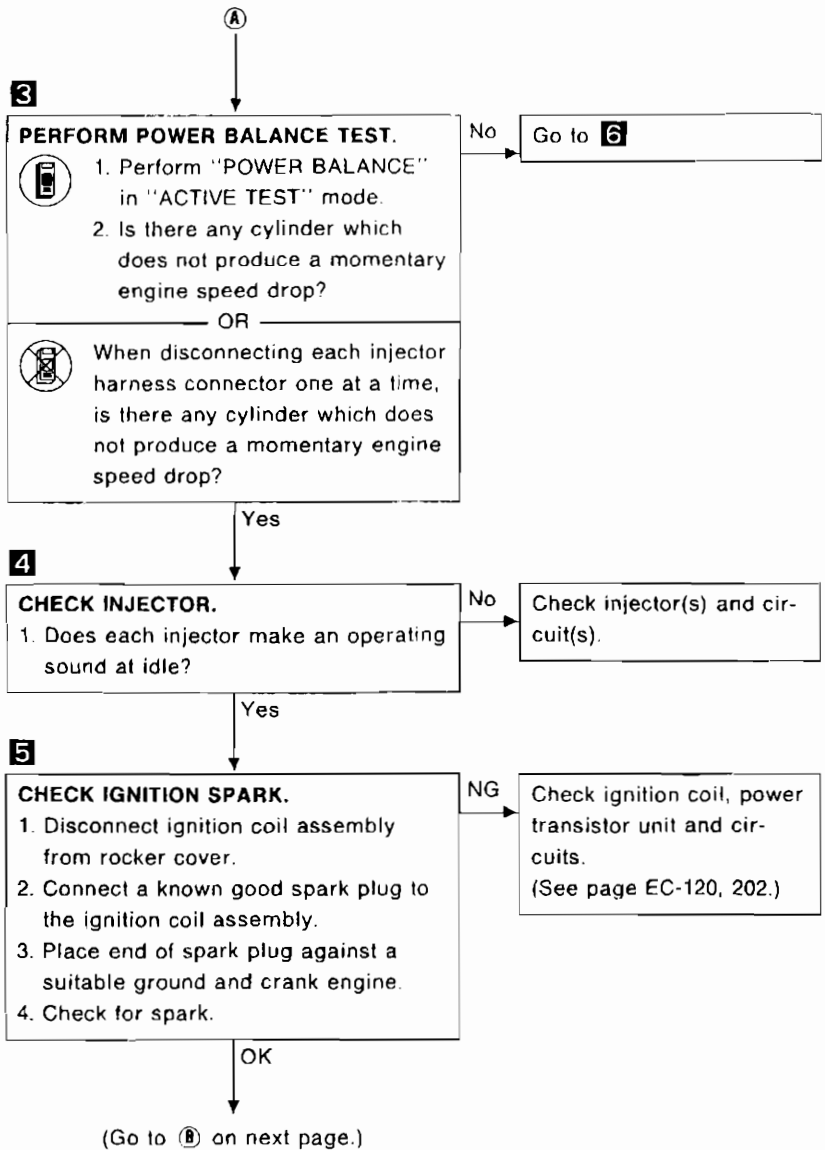 Ⓐ
3
PERFORM POWER BALANCE TEST.
1. Perform "POWER BALANCE"
in "ACTIVE TEST" mode.
2. Is there any cylinder which
does not produce a momentary
engine speed drop?
OR
When disconnecting each injector
harness connector one at a time,
is there any cylinder which does
not produce a momentary engine
speed drop?
No
Go to 6
Yes
4
CHECK INJECTOR.
1. Does each injector make an operating
sound at idle?
No
Check injector(s) and cir-
cuit(s).
Yes
5
CHECK IGNITION SPARK.
1. Disconnect ignition coil assembly
from rocker cover.
2. Connect a known good spark plug to
the ignition coil assembly.
3. Place end of spark plug against a
suitable ground and crank engine.
4. Check for spark.
NG
Check ignition coil, power
transistor unit and cir-
cuits.
(See page EC-120, 202.)
OK
(Go to Ⓑ on next page.)